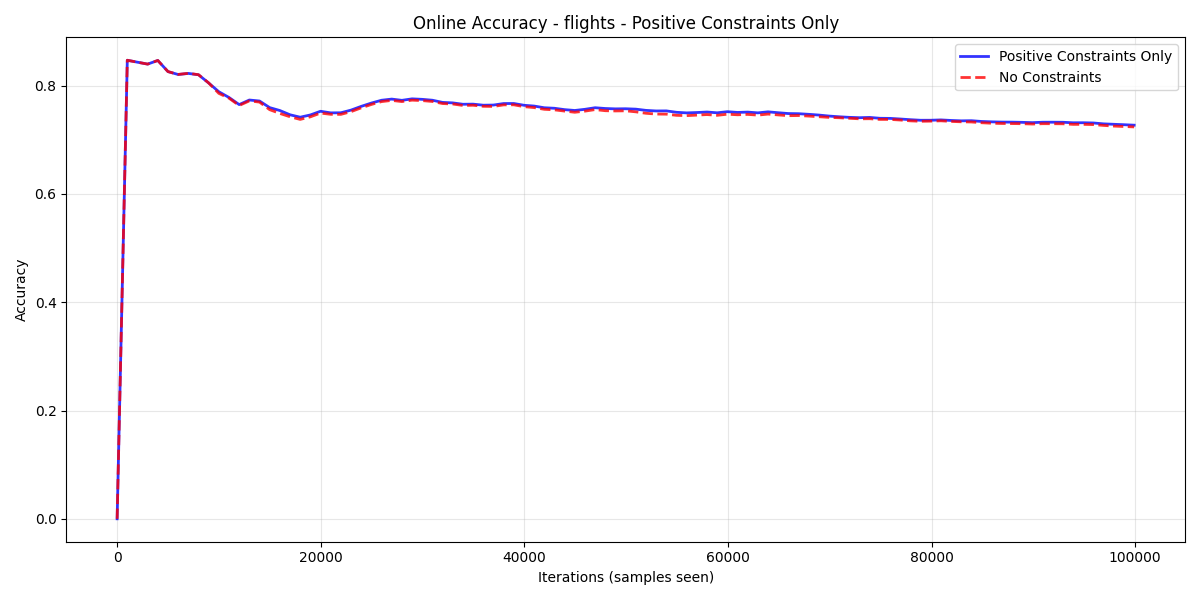 Online Accuracy - flights - Positive Constraints Only
Positive Constraints Only
No Constraints
Accuracy
0.8
0.6
0.4
0.2
0.0
0
20000
40000
60000
80000
100000
Iterations (samples seen)